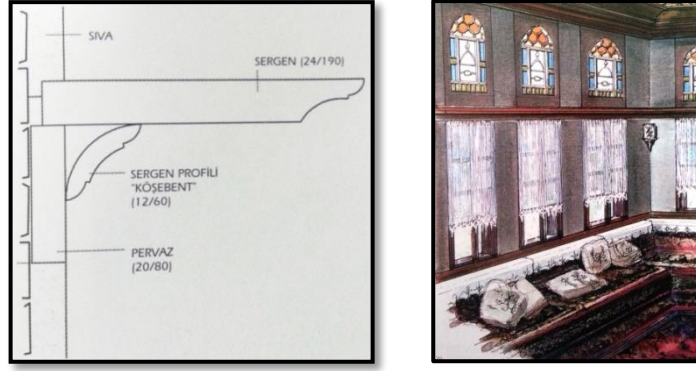 SIVA
SERGEN (24/190)
SERGEN PROFİLİ
"KÖŞEBENT"
(12/60)
PERVAZ
(20/80)